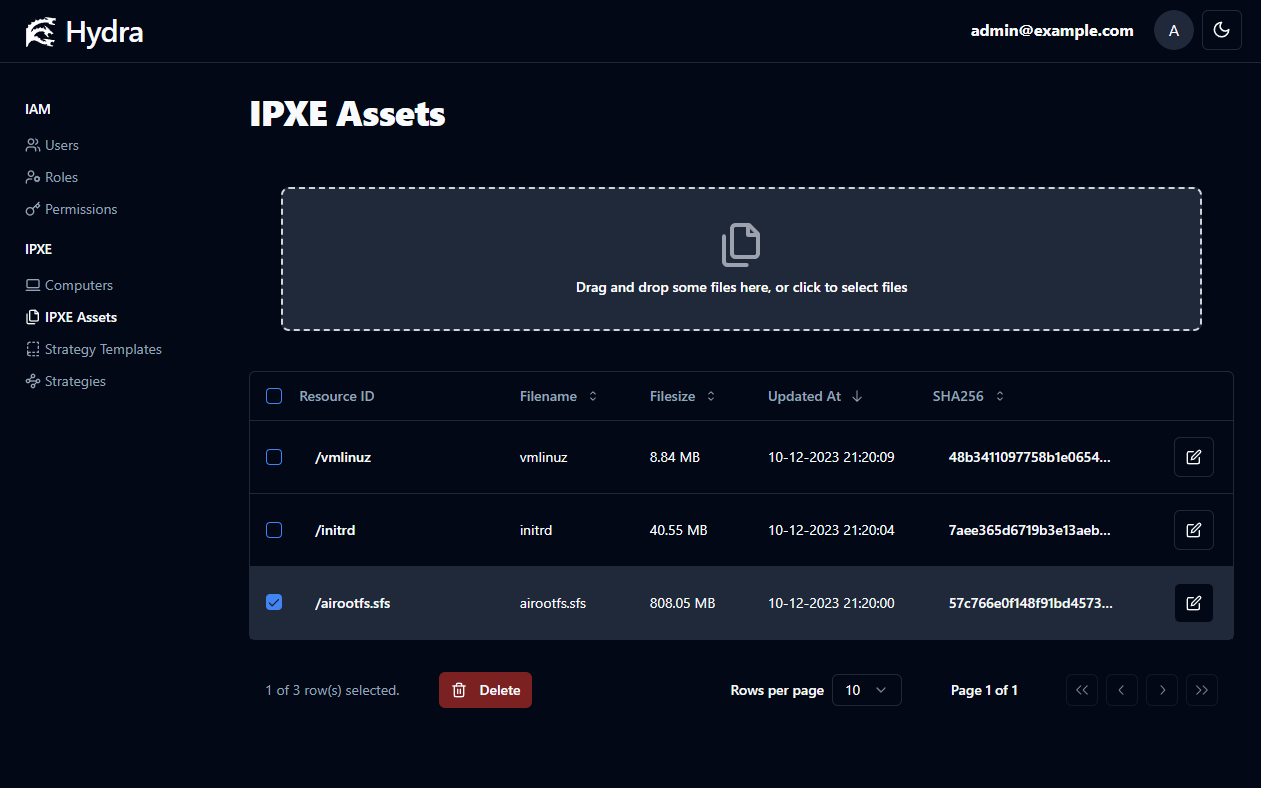 Hydra
admin@example.com A
IAM
Users
Roles
Permissions
IPXE
Computers
IPXE Assets
Strategy Templates
Strategies
IPXE Assets
Drag and drop some files here, or click to select files
Resource ID Filename Filesize Updated At SHA256
/vmlinuz vmlinuz 8.84 MB 10-12-2023 21:20:09 48b3411097758b1e0654...
/initrd initrd 40.55 MB 10-12-2023 21:20:04 7aee365d6719b3e13aeb...
/airootfs.sfs airootfs.sfs 808.05 MB 10-12-2023 21:20:00 57c766e0f148f91bd4573...
1 of 3 row(s) selected. Delete Rows per page 10 Page 1 of 1